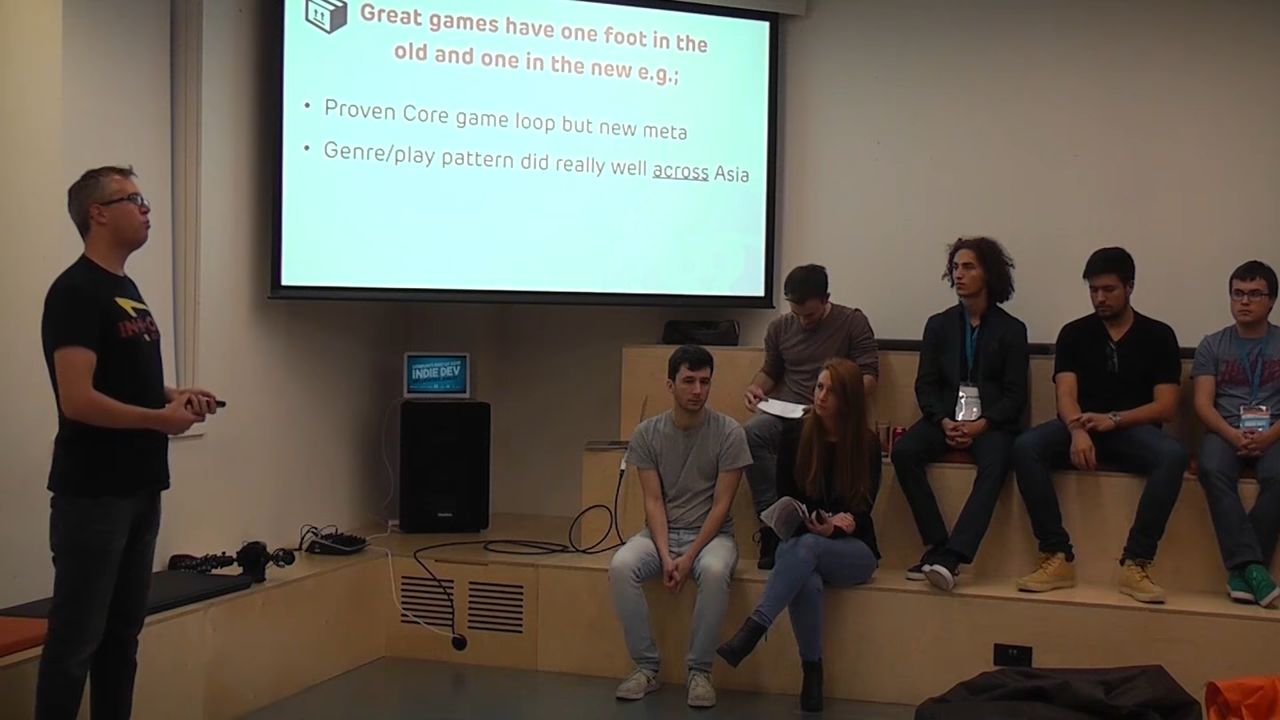 Great games have one foot in the
old and one in the new e.g.;
• Proven Core game loop but new meta
• Genre/play pattern did really well across Asia
INDIE DEV